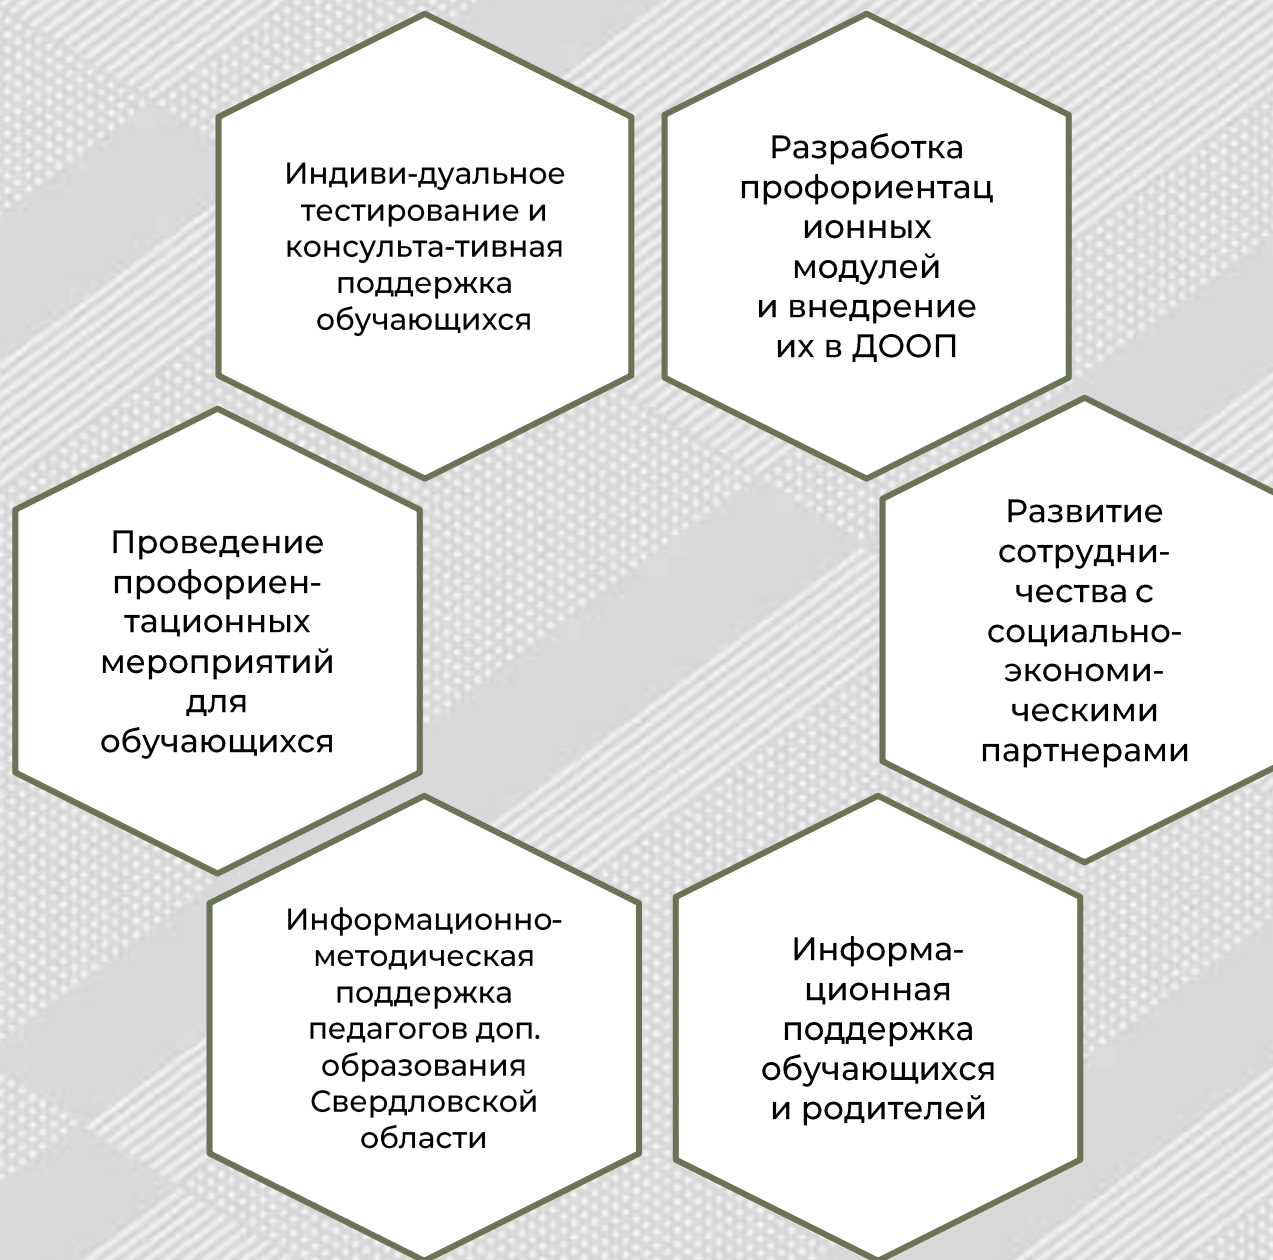 Индиви-дуальное
тестирование и
консульта-тивная
поддержка
обучающихся
Разработка
профориентац
ионных
модулей
и внедрение
их в ДООП
Проведение
профориен-
тационных
мероприятий
для
обучающихся
Развитие
сотрудни-
чества с
социально-
экономи-
ческими
партнерами
Информационно-
методическая
поддержка
педагогов доп.
образования
Свердловской
области
Информа-
ционная
поддержка
обучающихся
и родителей